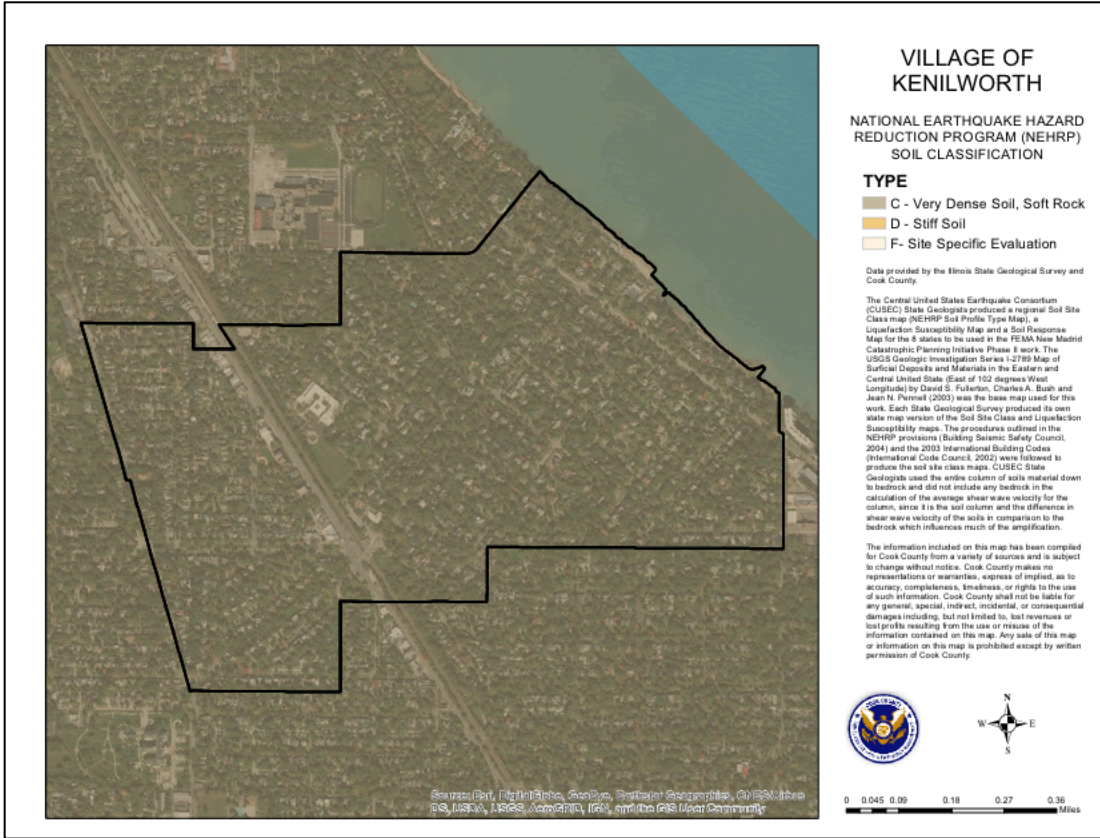 VILLAGE OF
KENILWORTH
NATIONAL EARTHQUAKE HAZARD
REDUCTION PROGRAM (NEHRP)
SOIL CLASSIFICATION
TYPE
C - Very Dense Soil, Soft Rock
D - Stiff Soil
F- Site Specific Evaluation
Data provided by the Illinois State Geological Survey and
Cook County.
The Central United States Earthquake Consortium
(CUSEC) State Geologists produced a regional Soil Site
Class map (NEHRP Soil Profile Type Map), a
Liquefaction Susceptibility Map and a Soil Response
Map for the 8 states to be used in the FEMA New Madrid
Catastrophic Planning Initiative Phase II work. The
USGS Geologic Investigation Series I-2789 Map of
Surficial Deposits and Materials in the Eastern and
Central United State (East of 102 degrees West
Longitude) by David S. Fullerton, Charles A. Bush and
Jean N. Pennell (2003) was the base map used for this
work. Each State Geological Survey produced its own
state map version of the Soil Site Class and Liquefaction
Susceptibility maps. The procedures outlined in the
NEHRP provisions (Building Seismic Safety Council,
2004) and the 2003 International Building Codes
(International Code Council, 2002) were followed to
produce the soil site class maps. CUSEC State
Geologists used the entire column of soils material down
to bedrock and did not include any bedrock in the
calculation of the average shear wave velocity for the
column, since it is the soil column and the difference in
shear wave velocity of the soils in comparison to the
bedrock which influences much of the amplification.
The information included on this map has been compiled
for Cook County from a variety of sources and is subject
to change without notice. Cook County makes no
representations or warranties, express of implied, as to
accuracy, completeness, timeliness, or rights to the use
of such information. Cook County shall not be liable for
any general, special, indirect, incidental, or consequential
damages including, but not limited to, lost revenues or
lost profits resulting from the use or misuse of the
information contained on this map. Any sale of this map
or information on this map is prohibited except by written
permission of Cook County.
N
W E
S
0 0.045 0.09 0.18 0.27 0.36
Miles
Source: Esri, DigitalGlobe, GeoEye, Earthstar Geographics, CNES/Airbus
DS, USDA, USGS, AeroGRID, IGN, and the GIS User Community